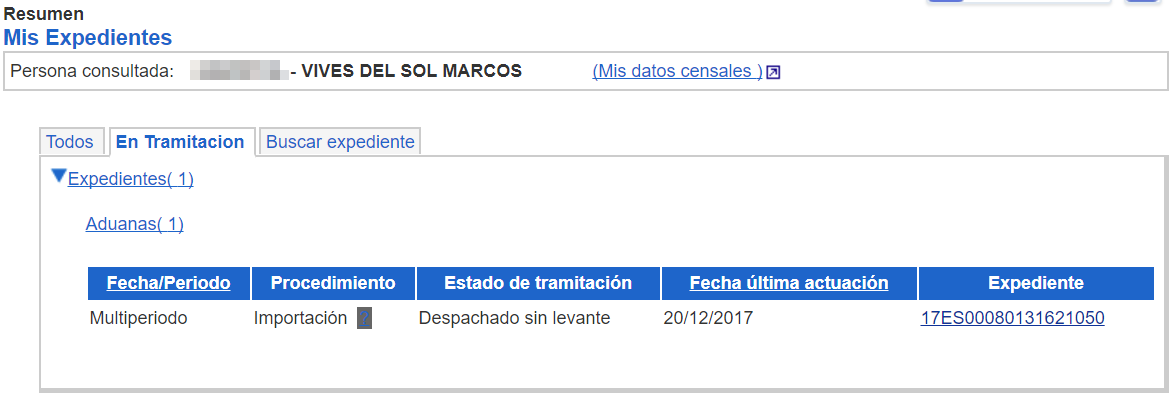 Resumen
Mis Expedientes
Persona consultada: - VIVES DEL SOL MARCOS (Mis datos censales )
Todos En Tramitacion Buscar expediente
Expedientes( 1)
Aduanas( 1)
Fecha/Periodo Procedimiento Estado de tramitación Fecha última actuación Expediente
Multiperiodo Importación ? Despachado sin levante 20/12/2017 17ES00080131621050